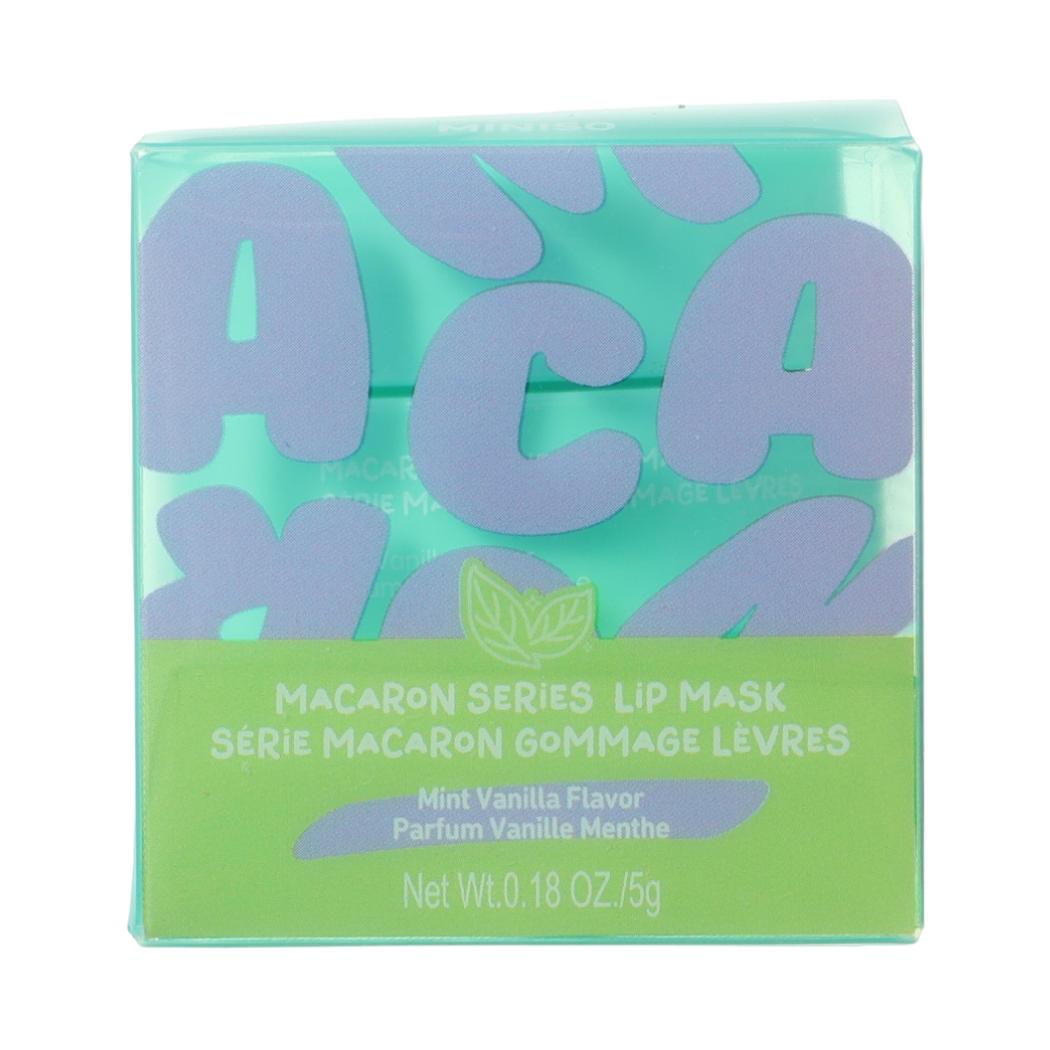 MINISO
A C A
MACARON SERIES LIP MASK
SÉRIE MACARON GOMMAGE LÈVRES
Mint Vanilla Flavor
Parfum Vanille Menthe
Net Wt.0.18 OZ./5g